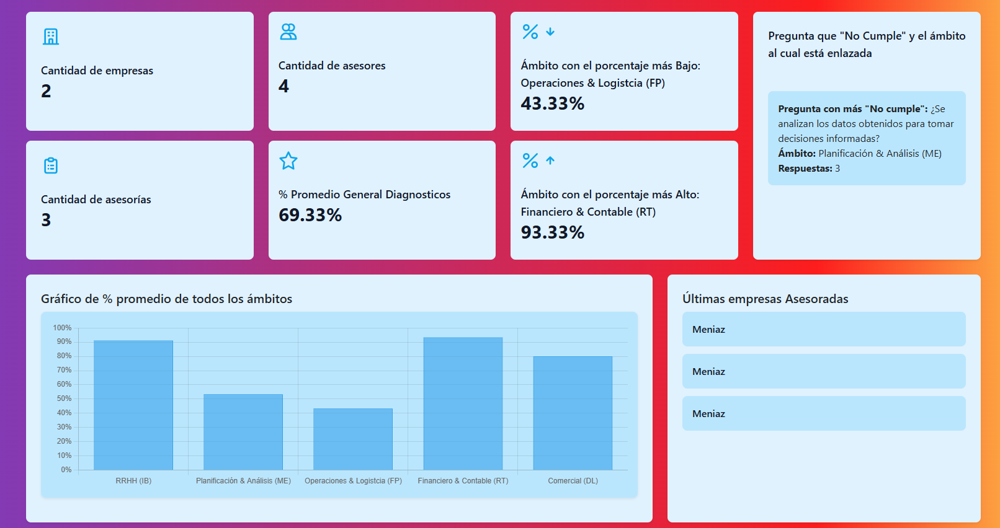 Cantidad de empresas
2
Cantidad de asesores
4
Ámbito con el porcentaje más Bajo:
Operaciones & Logistcia (FP)
43.33%
Pregunta que "No Cumple" y el ámbito
al cual está enlazada
Pregunta con más "No cumple": ¿Se
analizan los datos obtenidos para tomar
decisiones informadas?
Ámbito: Planificación & Análisis (ME)
Respuestas: 3
Cantidad de asesorías
3
% Promedio General Diagnosticos
69.33%
Ámbito con el porcentaje más Alto:
Financiero & Contable (RT)
93.33%
Gráfico de % promedio de todos los ámbitos
100%
90%
80%
70%
60%
50%
40%
30%
20%
10%
0%
RRHH (IB)
Planificación & Análisis (ME)
Operaciones & Logistcia (FP)
Financiero & Contable (RT)
Comercial (DL)
Últimas empresas Asesoradas
Meniaz
Meniaz
Meniaz